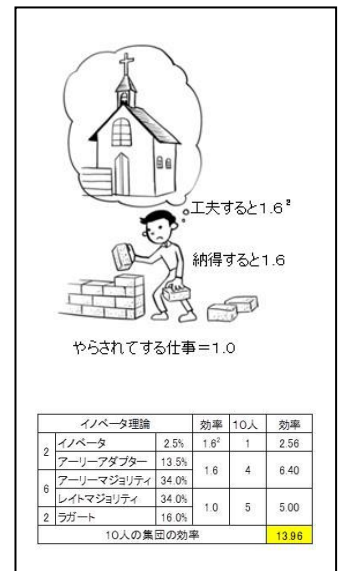 工夫すると1.6²
納得すると1.6
やらされてする仕事=1.0
イノベータ理論 効率 10人 効率
2 イノベータ 2.5% 1.6² 1 2.56
アーリーアダプター 13.5% 1.6 4 6.40
6 アーリーマジョリティ 34.0%
レイトマジョリティ 34.0% 1.0 5 5.00
2 ラガート 16.0%
10人の集団の効率 13.96